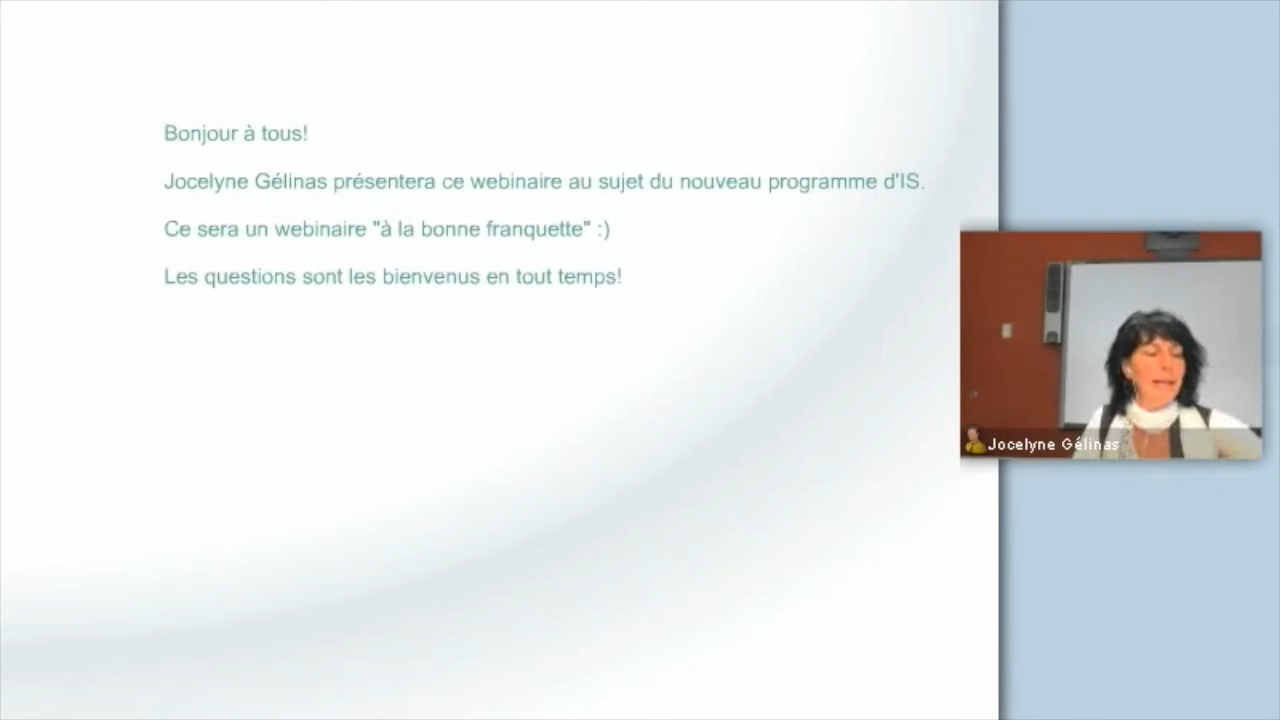 Bonjour à tous!
Jocelyne Gélinas présentera ce webinaire au sujet du nouveau programme d'IS.
Ce sera un webinaire "à la bonne franquette" :)
Les questions sont les bienvenus en tout temps!
Jocelyne Gélinas